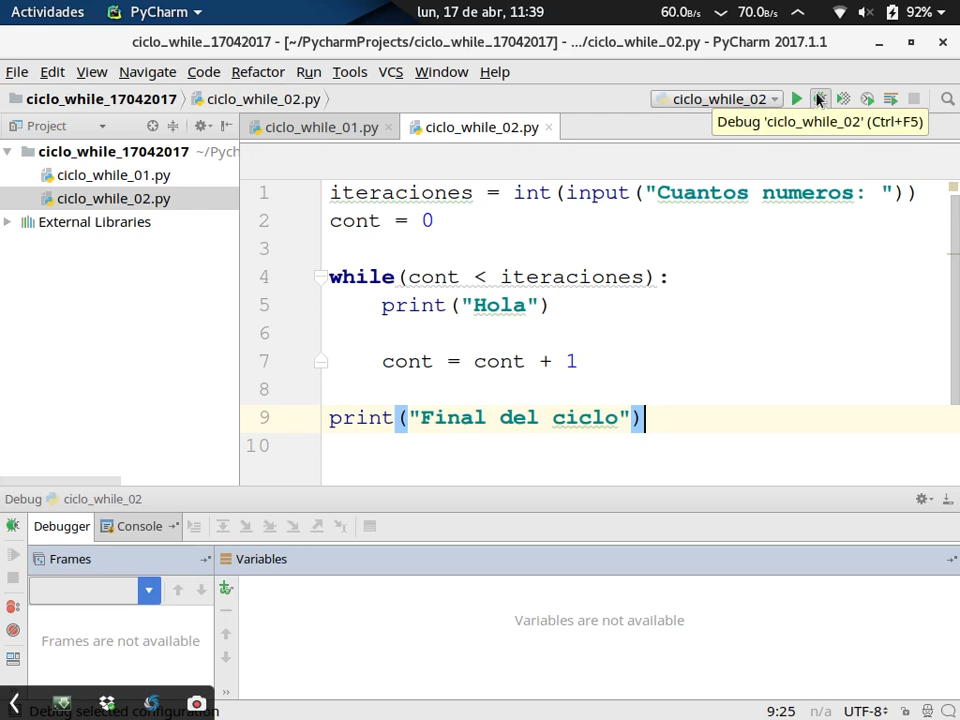 Actividades PyCharm lun, 17 de abr, 11:39 60.0B/s 70.0B/s 92%
ciclo_while_17042017 - [~/PycharmProjects/ciclo_while_17042017] - .../ciclo_while_02.py - PyCharm 2017.1.1
File Edit View Navigate Code Refactor Run Tools VCS Window Help
ciclo_while_17042017 ciclo_while_02.py ciclo_while_02
Debug 'ciclo_while_02' (Ctrl+F5)
Project ciclo_while_01.py ciclo_while_02.py
ciclo_while_17042017 ~/Pych
ciclo_while_01.py
ciclo_while_02.py
External Libraries
1 iteraciones = int(input("Cuantos numeros: "))
2 cont = 0
3
4 while(cont < iteraciones):
5 print("Hola")
6
7 cont = cont + 1
8
9 print("Final del ciclo")
10
Debug ciclo_while_02
Debugger Console
Frames Variables
Frames are not available
Variables are not available
Debug selected configuration 9:25 n/a UTF-8